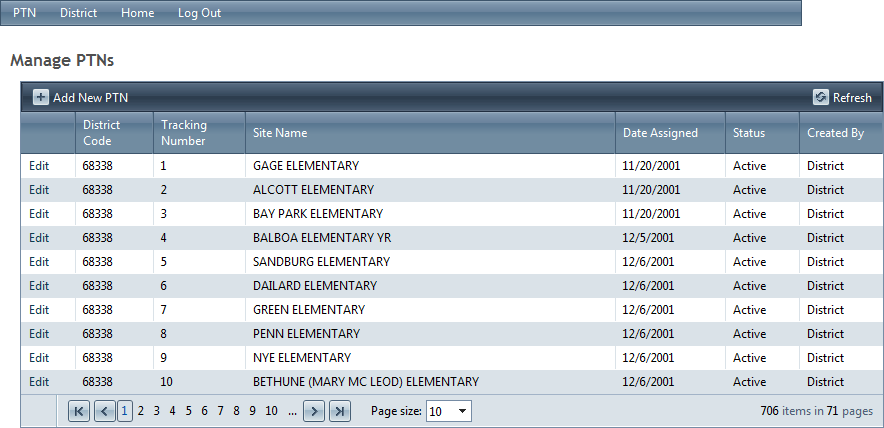 PTN District Home Log Out
Manage PTNs
Add New PTN Refresh
District Code Tracking Number Site Name Date Assigned Status Created By
Edit 68338 1 GAGE ELEMENTARY 11/20/2001 Active District
Edit 68338 2 ALCOTT ELEMENTARY 11/20/2001 Active District
Edit 68338 3 BAY PARK ELEMENTARY 11/20/2001 Active District
Edit 68338 4 BALBOA ELEMENTARY YR 12/5/2001 Active District
Edit 68338 5 SANDBURG ELEMENTARY 12/6/2001 Active District
Edit 68338 6 DAILARD ELEMENTARY 12/6/2001 Active District
Edit 68338 7 GREEN ELEMENTARY 12/6/2001 Active District
Edit 68338 8 PENN ELEMENTARY 12/6/2001 Active District
Edit 68338 9 NYE ELEMENTARY 12/6/2001 Active District
Edit 68338 10 BETHUNE (MARY MC LEOD) ELEMENTARY 12/6/2001 Active District
1 2 3 4 5 6 7 8 9 10 ... Page size: 10 706 items in 71 pages